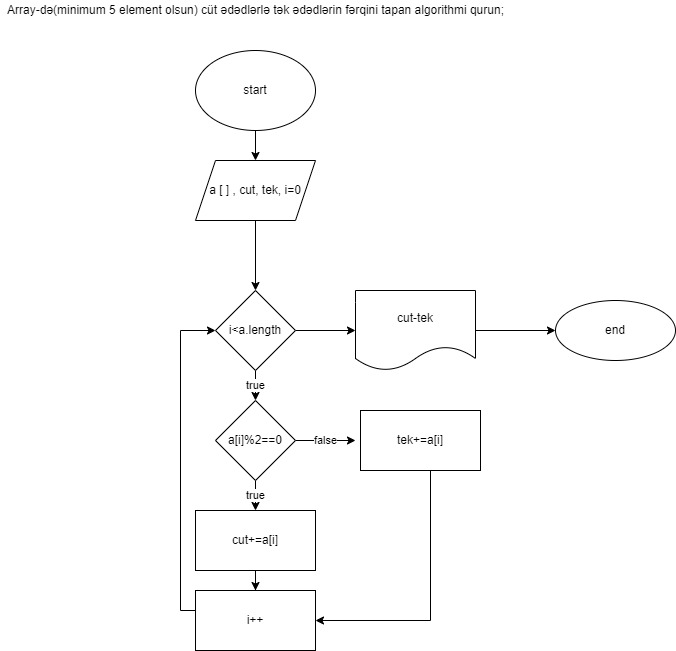 Array-də(minimum 5 element olsun) cüt ədədlərlə tək ədədlərin fərqini tapan algorithmi qurun;
start
a [ ] , cut, tek, i=0
i<a.length
cut-tek
end
true
a[i]%2==0
false
tek+=a[i]
true
cut+=a[i]
i++